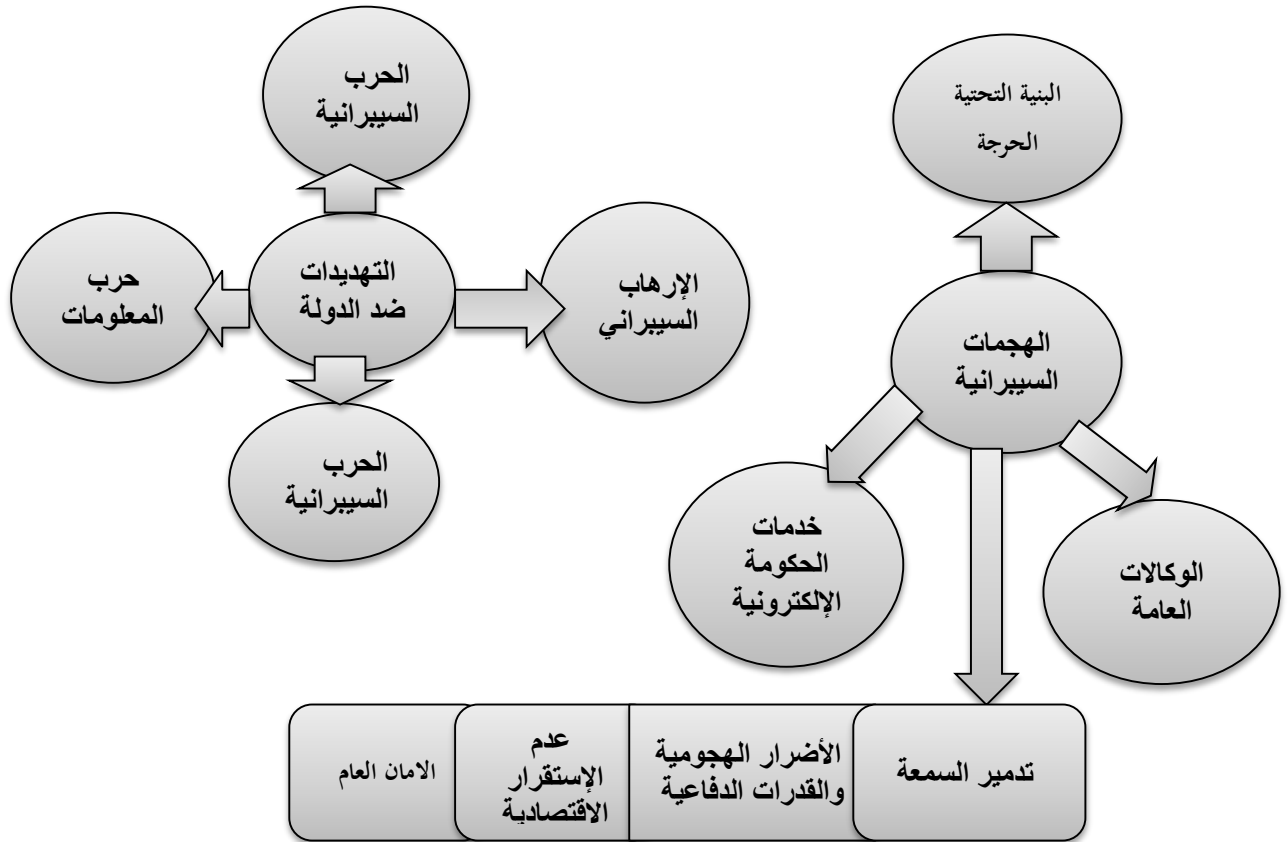 الحرب
السيبرانية
البنية التحتية
الحرجة
التهديدات
ضد الدولة
حرب
المعلومات
الإرهاب
السيبراني
الحرب
السيبرانية
الهجمات
السيبرانية
خدمات
الحكومة
الإلكترونية
الوكالات
العامة
تدمير السمعة
الأضرار الهجومية
والقدرات الدفاعية
عدم
الإستقرار
الاقتصادية
الامان العام